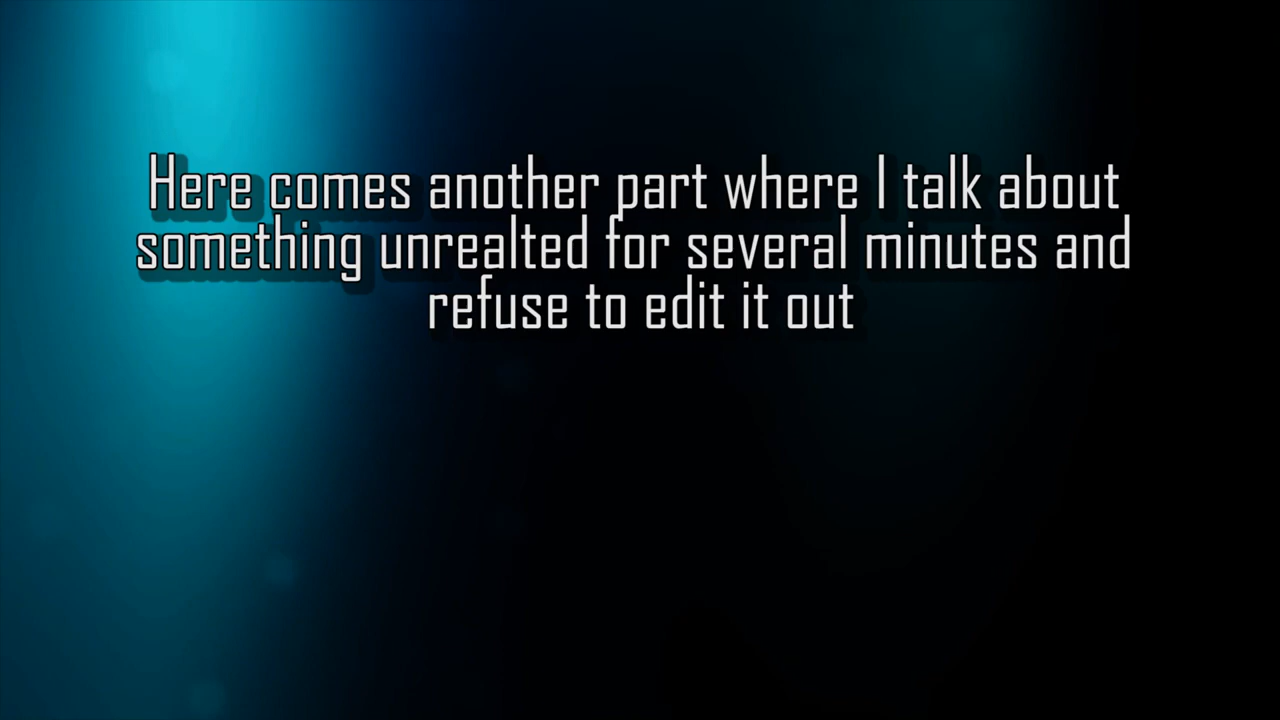 Here comes another part where I talk about
something unrealted for several minutes and
refuse to edit it out